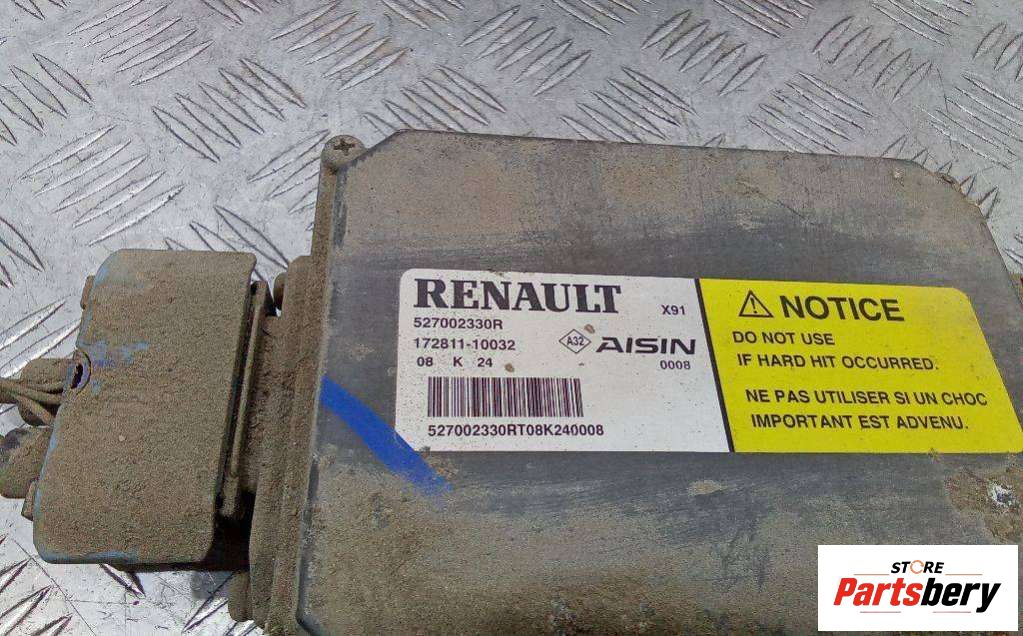 RENAULT X91
527002330R
172811-10032 A32 AISIN
08 K 24 0008
527002330RT08K240008
NOTICE
DO NOT USE
IF HARD HIT OCCURRED.
NE PAS UTILISER SI UN CHOC
IMPORTANT EST ADVENU.
STORE
Partsbery